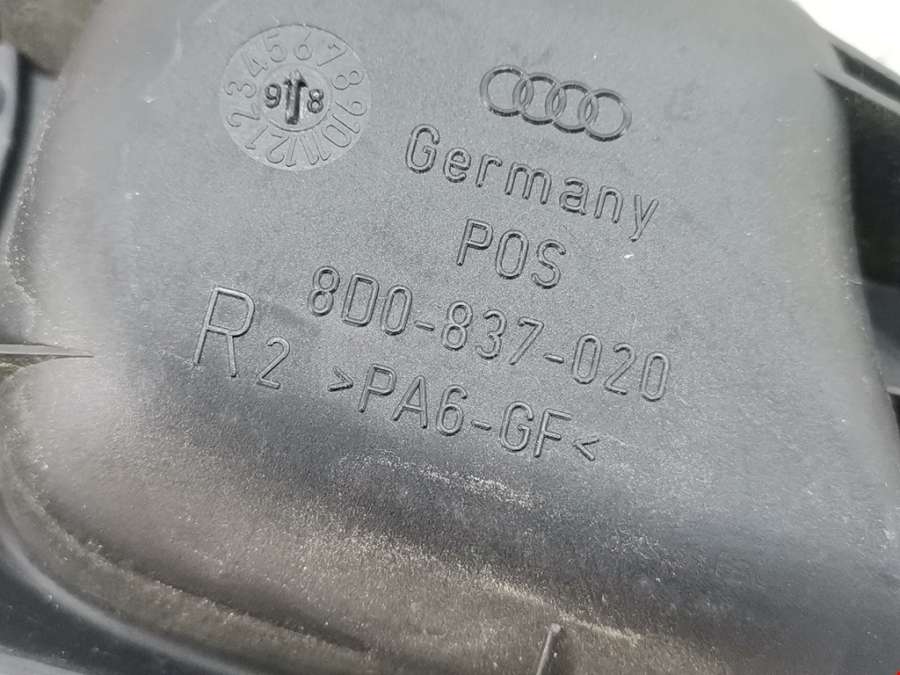 1 2 3 4 5 6 7 8 9 10 11 12
9 8
Germany
POS
8D0-837-020
R2
>PA6-GF<